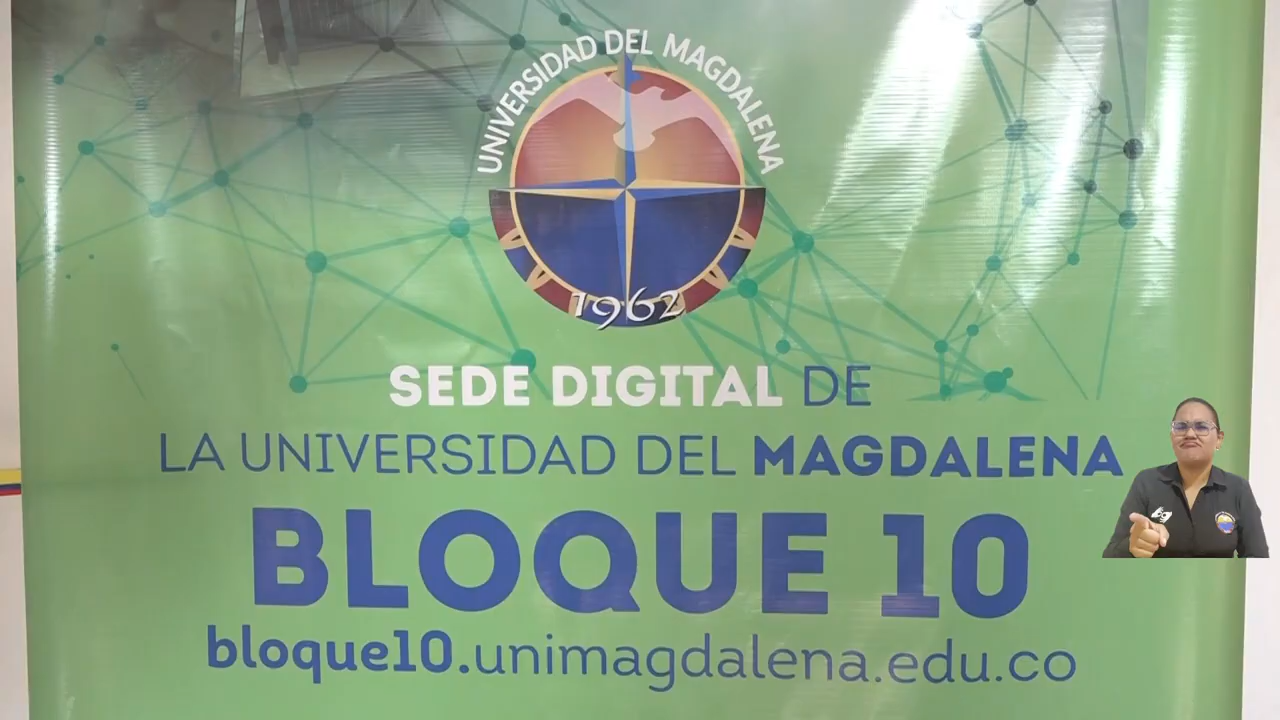 UNIVERSIDAD DEL MAGDALENA
1962
SEDE DIGITAL DE
LA UNIVERSIDAD DEL MAGDALENA
BLOQUE 10
bloque10.unimagdalena.edu.co